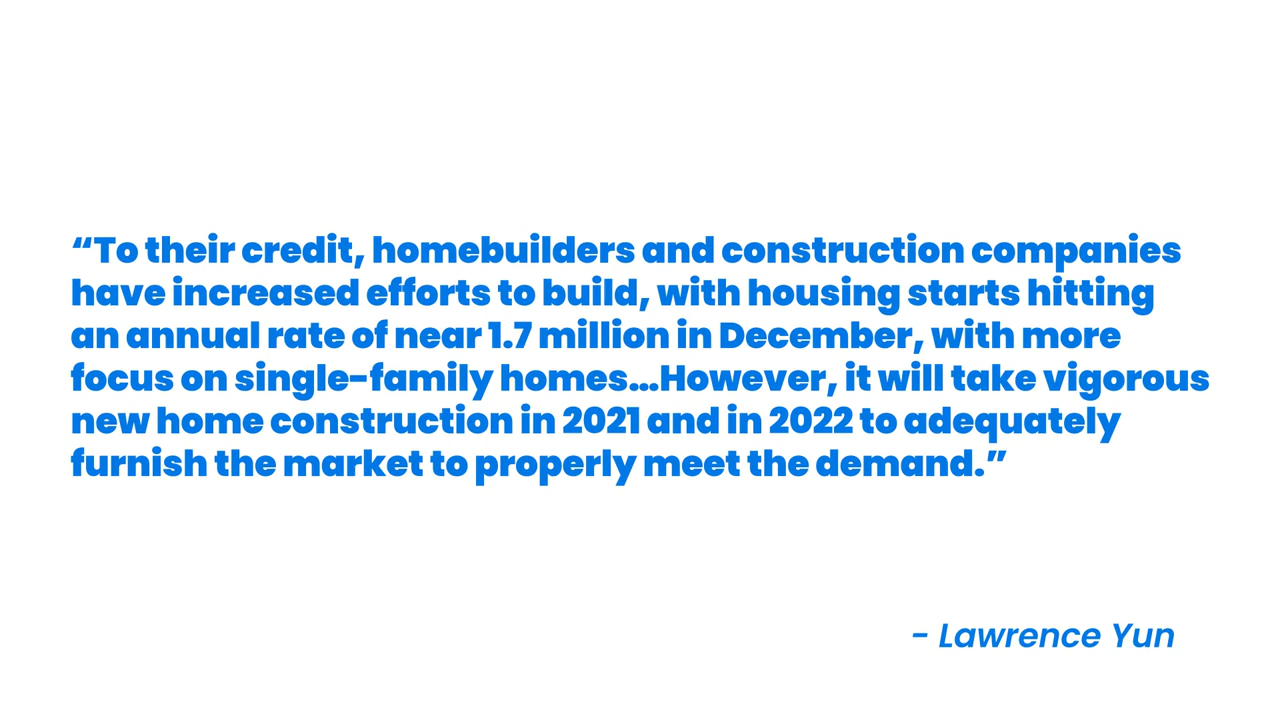 “To their credit, homebuilders and construction companies
have increased efforts to build, with housing starts hitting
an annual rate of near 1.7 million in December, with more
focus on single-family homes...However, it will take vigorous
new home construction in 2021 and in 2022 to adequately
furnish the market to properly meet the demand.”
- Lawrence Yun